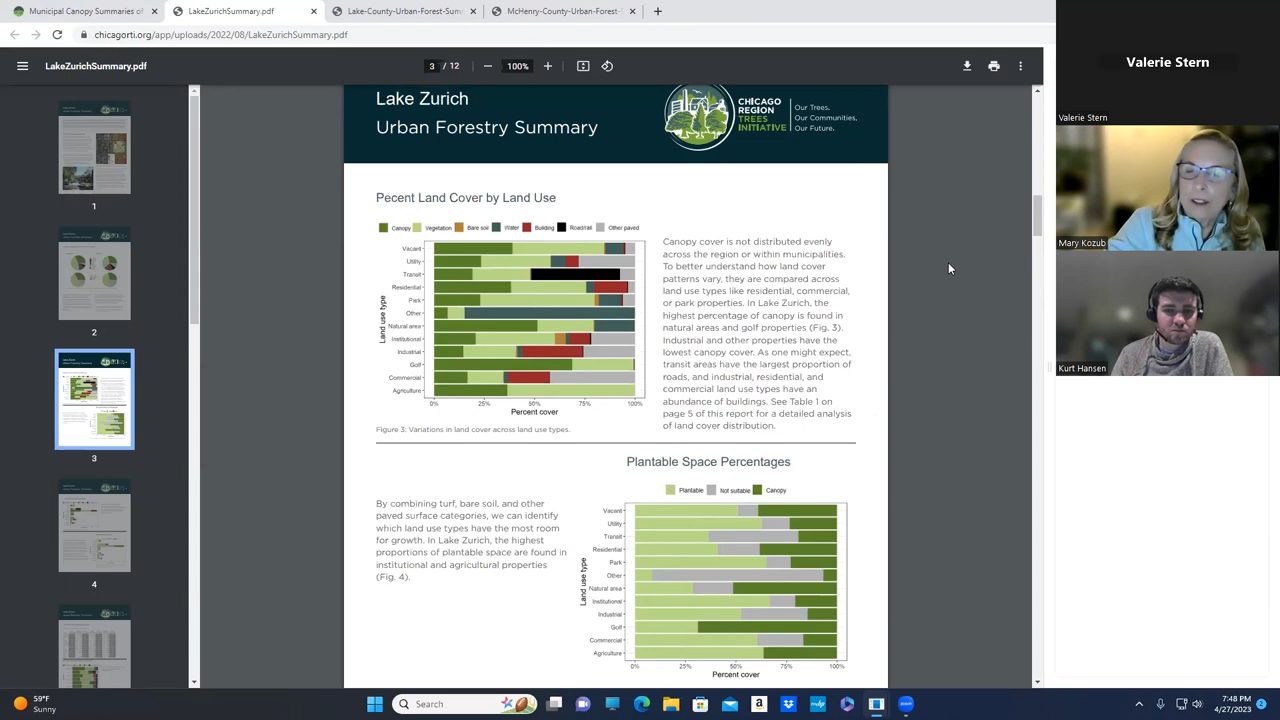 Municipal Canopy Summaries of
LakeZurichSummary.pdf
Lake-County-Urban-Forest-Sum
McHenry-County-Urban-Forest-S
chicagorti.org/app/uploads/2022/08/LakeZurichSummary.pdf
LakeZurichSummary.pdf
3 / 12
100%
1
2
3
4
Lake Zurich
Urban Forestry Summary
CHICAGO
REGION
TREES
INITIATIVE
Our Trees.
Our Communities,
Our Future.
Pecent Land Cover by Land Use
Canopy Vegetation Bare soil Water Building Road/rail Other paved
Land use type
Vacant
Utility
Transit
Residential
Park
Other
Natural area
Institutional
Industrial
Golf
Commercial
Agriculture
0% 25% 50% 75% 100%
Percent cover
Figure 3: Variations in land cover across land use types.
Canopy cover is not distributed evenly
across the region or within municipalities.
To better understand how land cover
patterns vary, they are compared across
land use types like residential, commercial,
or park properties. In Lake Zurich, the
highest percentage of canopy is found in
natural areas and golf properties (Fig. 3).
Industrial and other properties have the
lowest canopy cover. As one might expect,
transit areas have the largest proportion of
roads, and industrial, residential, and
commercial land use types have an
abundance of buildings. See Table 1 on
page 5 of this report for a detailed analysis
of land cover distribution.
Plantable Space Percentages
By combining turf, bare soil, and other
paved surface categories, we can identify
which land use types have the most room
for growth. In Lake Zurich, the highest
proportions of plantable space are found in
institutional and agricultural properties
(Fig. 4).
Plantable Not suitable Canopy
Land use type
Vacant
Utility
Transit
Residential
Park
Other
Natural area
Institutional
Industrial
Golf
Commercial
Agriculture
0% 25% 50% 75% 100%
Percent cover
Valerie Stern
Valerie Stern
Mary Kozub
Kurt Hansen
59°F
Sunny
Search
7:48 PM
4/27/2023
2